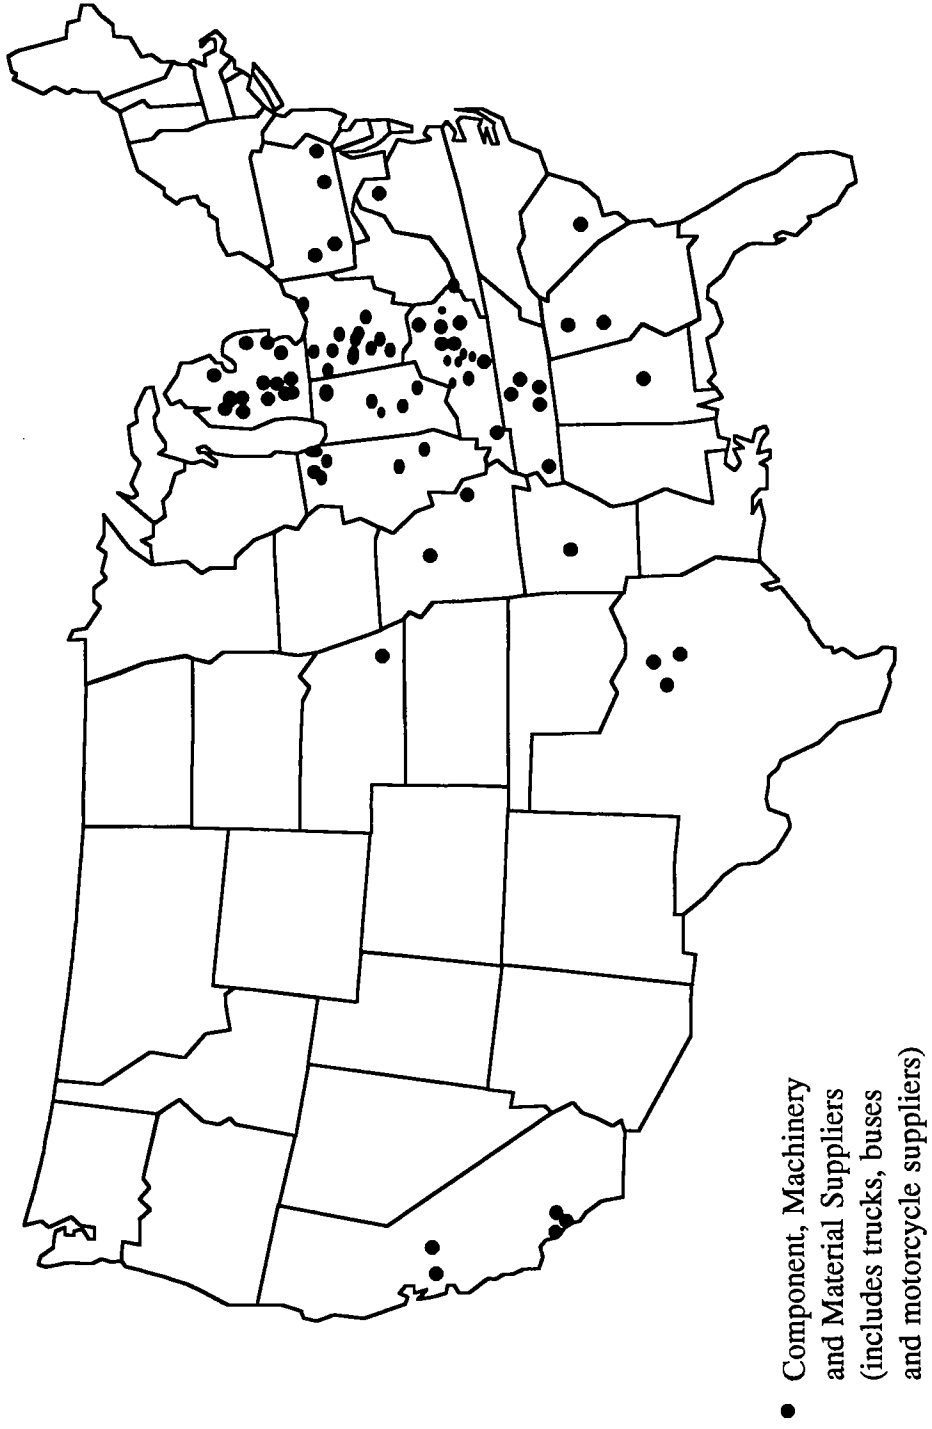 Component, Machinery
and Material Suppliers
(includes trucks, buses
and motorcycle suppliers)